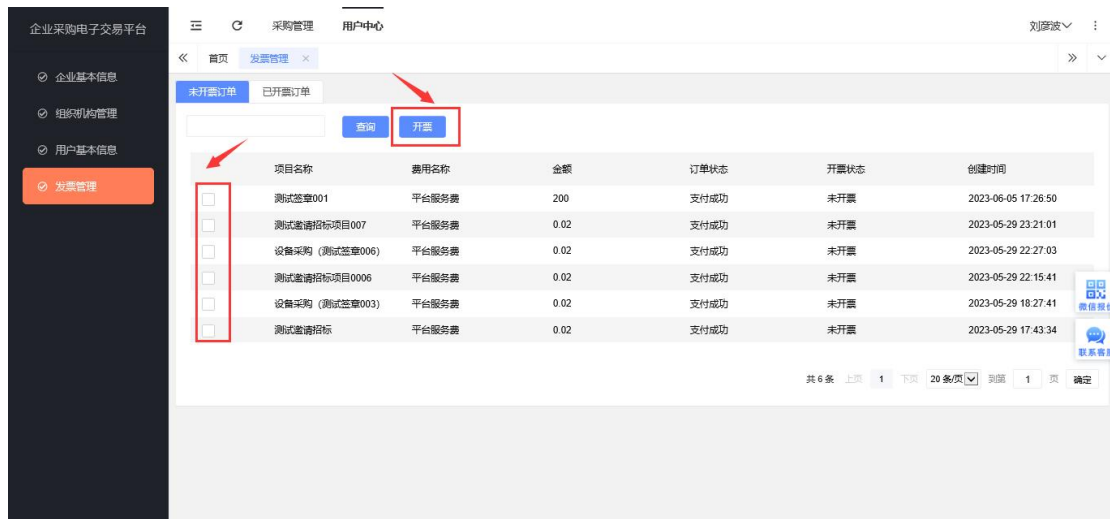 企业采购电子交易平台
采购管理 用户中心 刘彦波
首页 发票管理 ×
企业基本信息
组织机构管理
用户基本信息
发票管理
未开票订单 已开票订单
查询 开票
项目名称 费用名称 金额 订单状态 开票状态 创建时间
测试签章001 平台服务费 200 支付成功 未开票 2023-06-05 17:26:50
测试邀请招标项目007 平台服务费 0.02 支付成功 未开票 2023-05-29 23:21:01
设备采购（测试签章006） 平台服务费 0.02 支付成功 未开票 2023-05-29 22:27:03
测试邀请招标项目0006 平台服务费 0.02 支付成功 未开票 2023-05-29 22:15:41
设备采购（测试签章003） 平台服务费 0.02 支付成功 未开票 2023-05-29 18:27:41
测试邀请招标 平台服务费 0.02 支付成功 未开票 2023-05-29 17:43:34
微信报
联系客
共 6 条 上页 1 下页 20 条/页 到第 1 页 确定